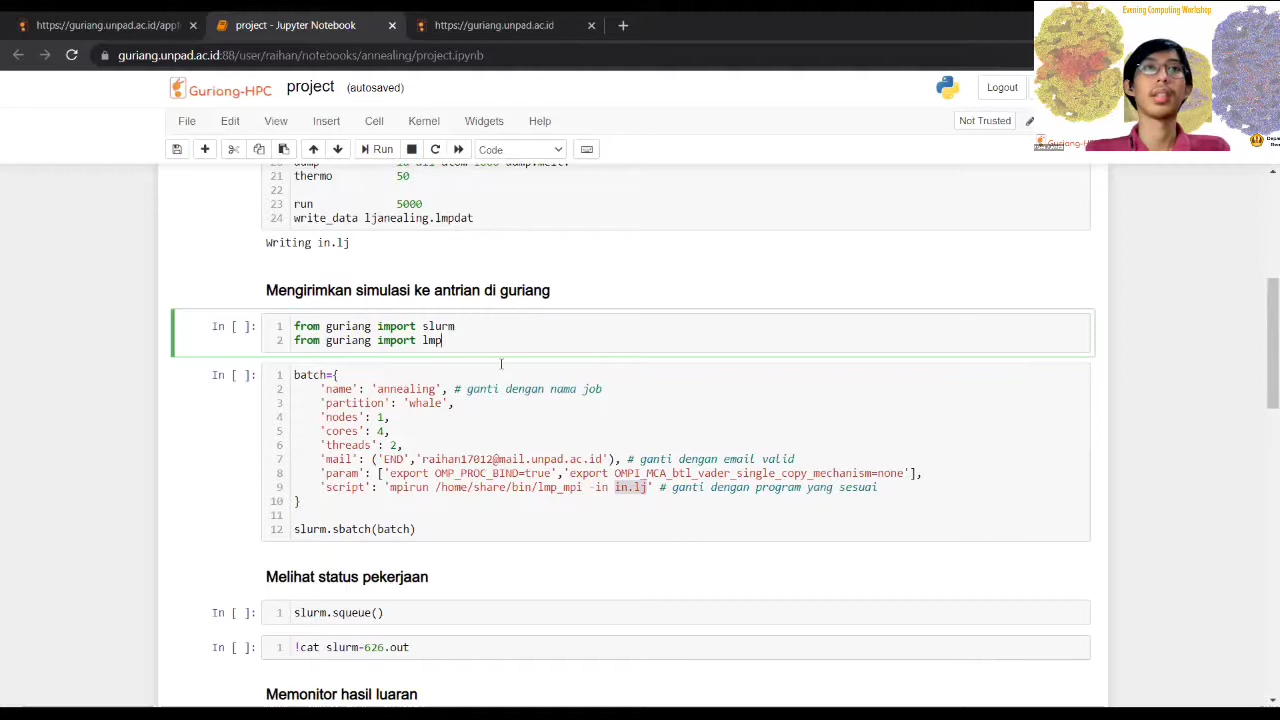 https://guriang.unpad.ac.id/appt
project - Jupyter Notebook
https://guriang.unpad.ac.id
guriang.unpad.ac.id:88/user/raihan/notebooks/annealing/project.ipynb
Evening Computing Workshop
Guriang-HPC
project (autosaved)
Logout
File Edit View Insert Cell Kernel Widgets Help
Not Trusted
Run
Code
21 thermo 50
23 run 5000
24 write_data ljanealing.lmpdat
Writing in.lj
Mengirimkan simulasi ke antrian di guriang
In [ ]: 1 from guriang import slurm
2 from guriang import lmp
In [ ]: 1 batch={
2 'name': 'annealing', # ganti dengan nama job
3 'partition': 'whale',
4 'nodes': 1,
5 'cores': 4,
6 'threads': 2,
7 'mail': ('END','raihan17012@mail.unpad.ac.id'), # ganti dengan email valid
8 'param': ['export OMP_PROC_BIND=true','export OMPI_MCA_btl_vader_single_copy_mechanism=none'],
9 'script': 'mpirun /home/share/bin/lmp_mpi -in in.lj' # ganti dengan program yang sesuai
10 }
11
12 slurm.sbatch(batch)
Melihat status pekerjaan
In [ ]: 1 slurm.squeue()
In [ ]: 1 !cat slurm-626.out
Memonitor hasil luaran